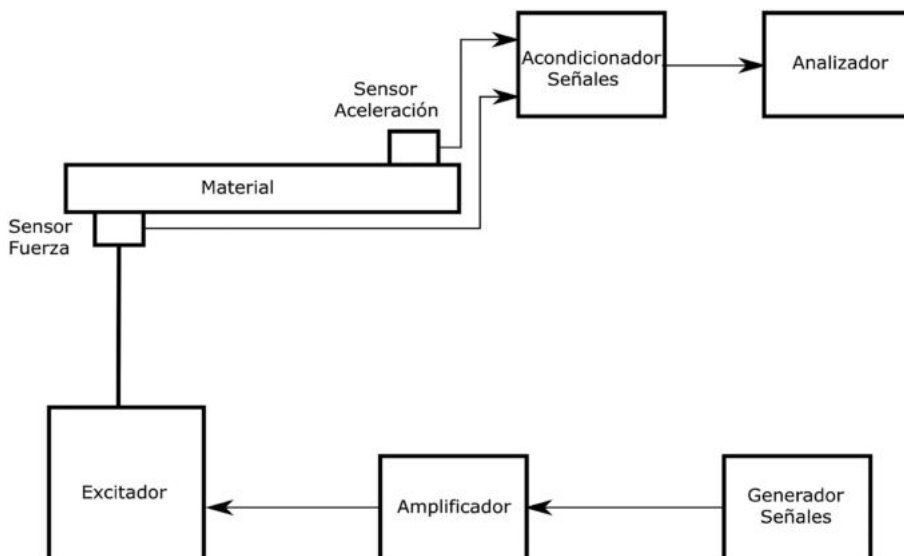 Acondicionador
Señales
Analizador
Sensor
Aceleración
Material
Sensor
Fuerza
Excitador
Amplificador
Generador
Señales